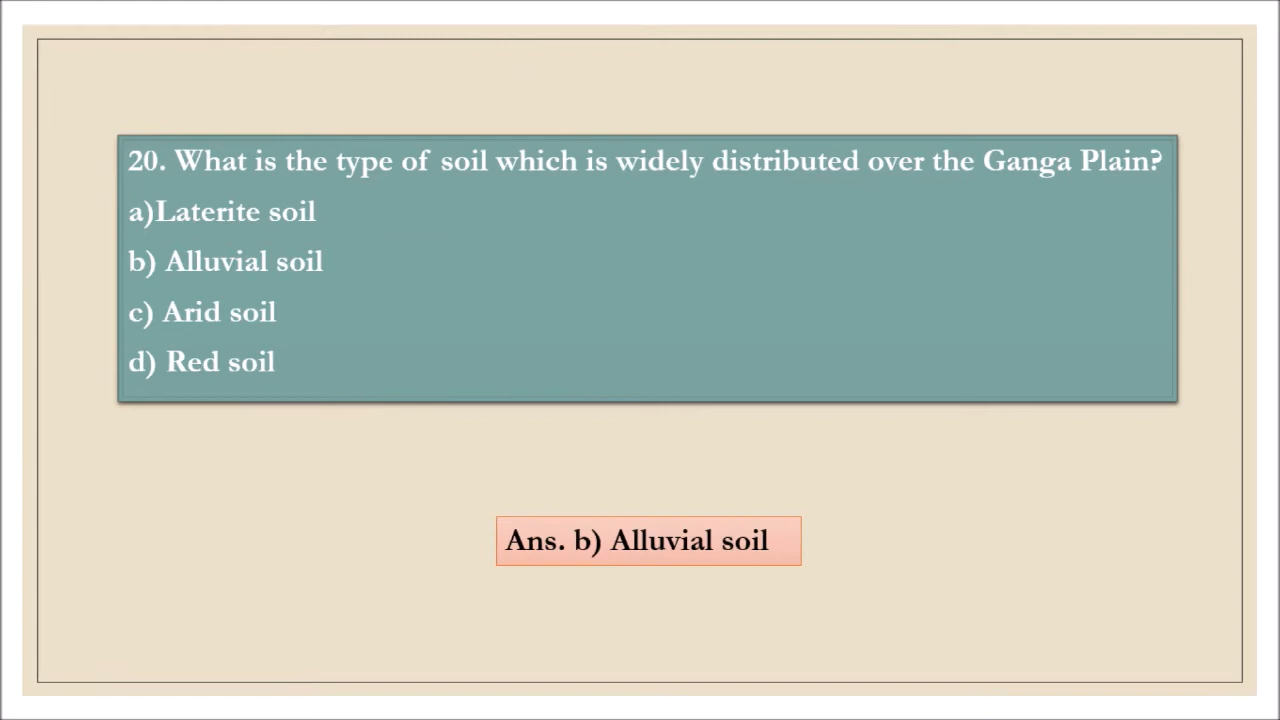 20. What is the type of soil which is widely distributed over the Ganga Plain?
a)Laterite soil
b) Alluvial soil
c) Arid soil
d) Red soil
Ans. b) Alluvial soil